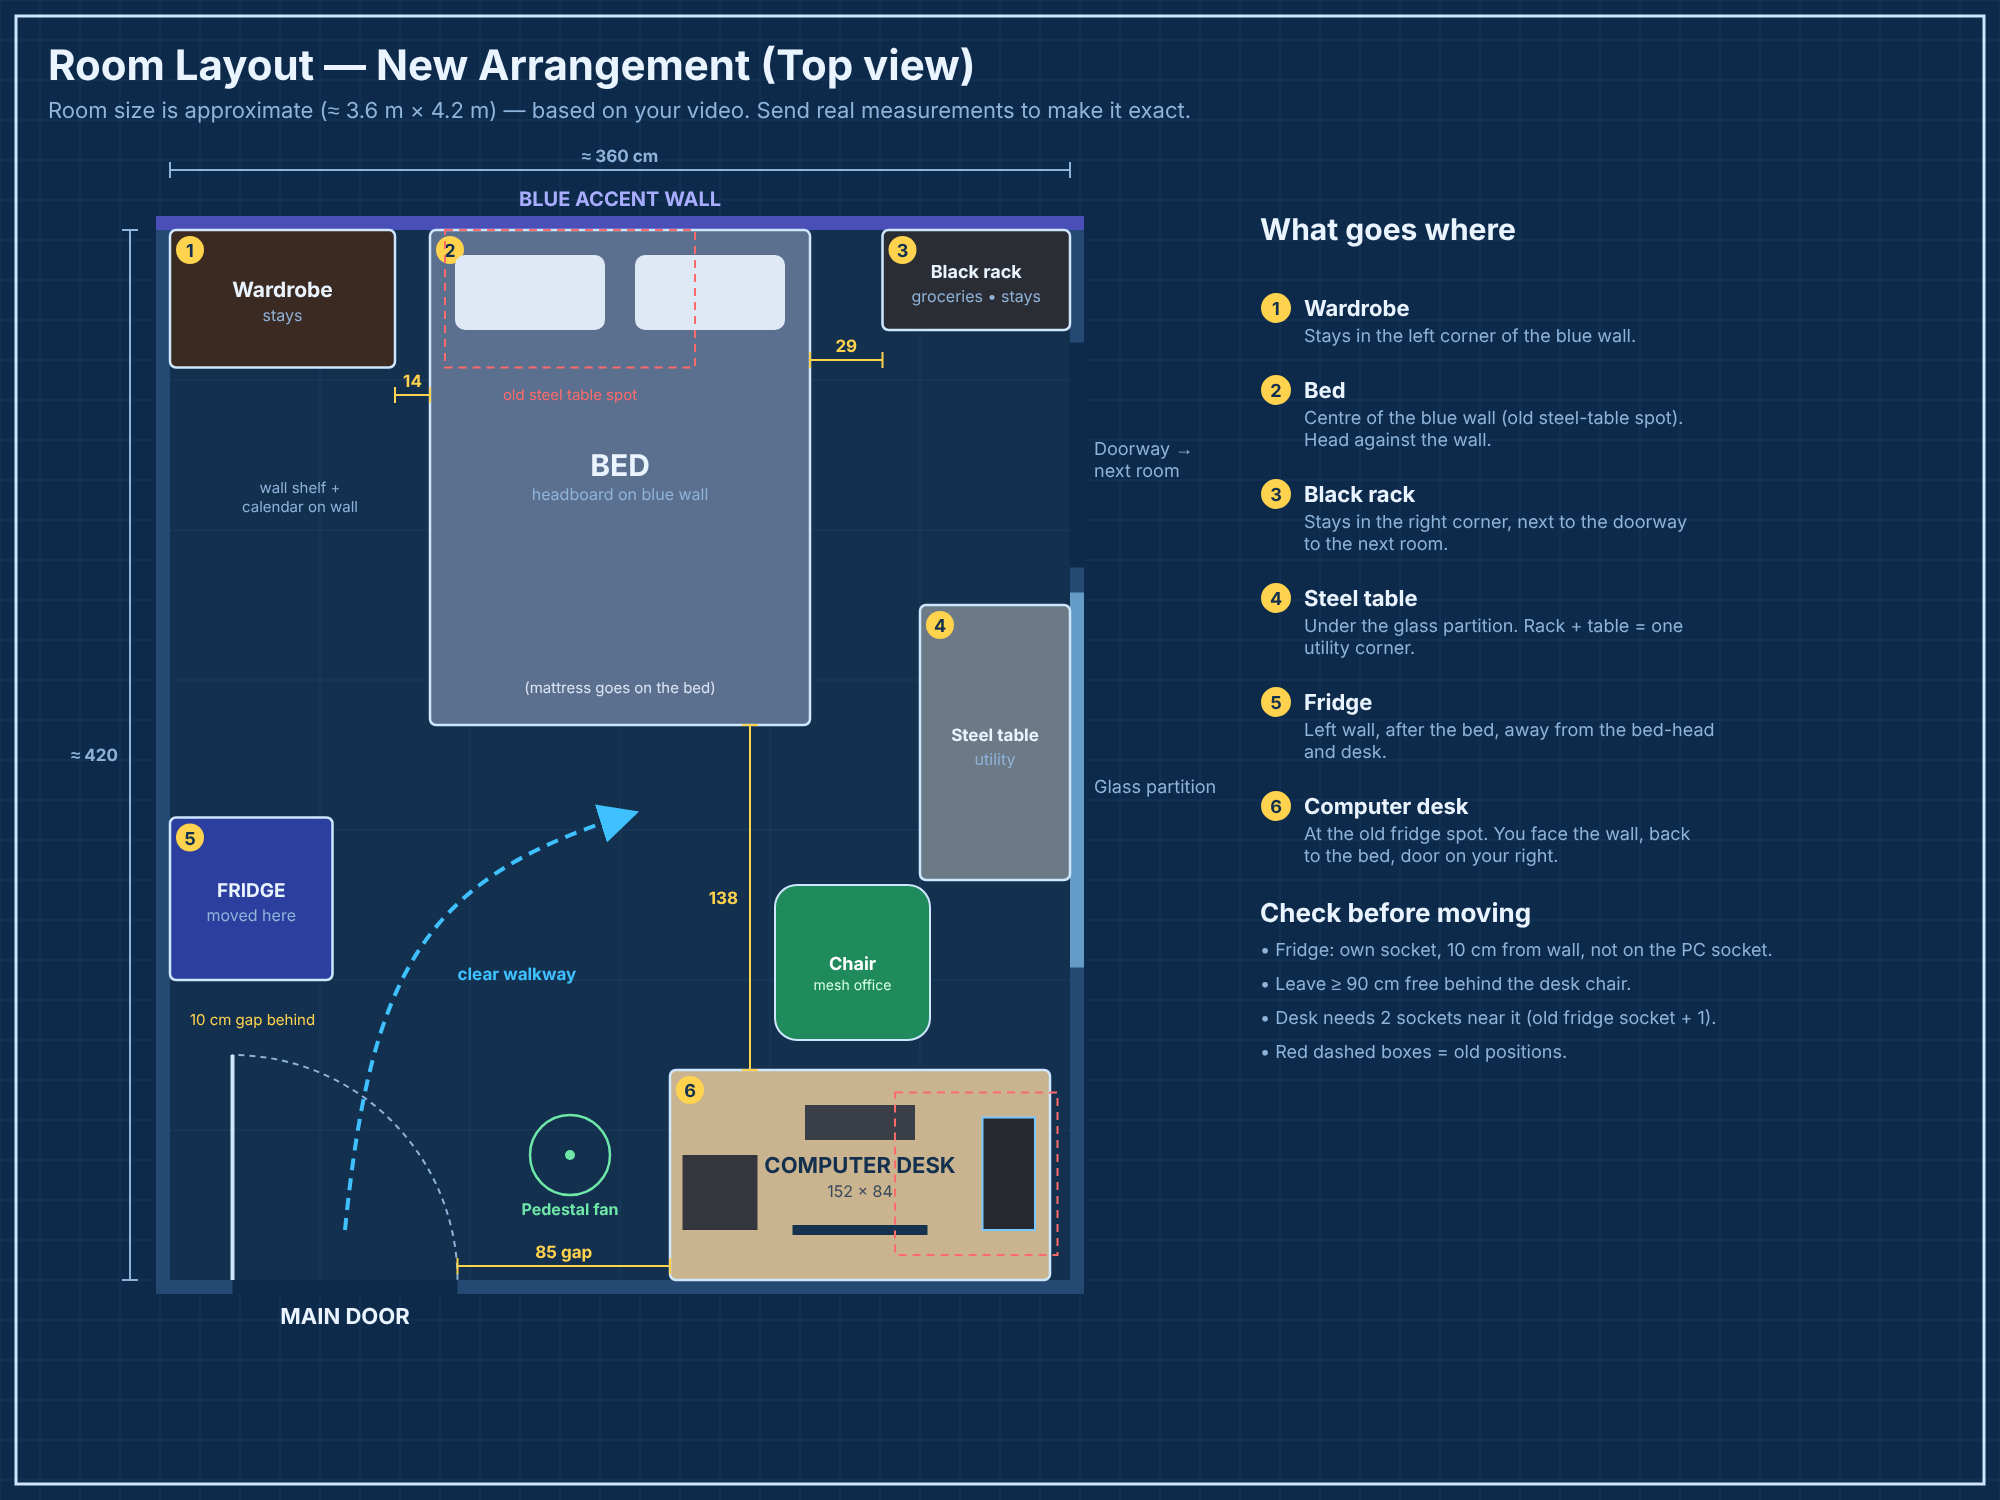 Room Layout — New Arrangement (Top view)
Room size is approximate (≈ 3.6 m × 4.2 m) — based on your video. Send real measurements to make it exact.
≈ 360 cm
BLUE ACCENT WALL
1
Wardrobe
stays
2
3
Black rack
groceries • stays
29
14
old steel table spot
BED
headboard on blue wall
wall shelf +
calendar on wall
Doorway →
next room
(mattress goes on the bed)
4
Steel table
utility
≈ 420
Glass partition
5
FRIDGE
moved here
10 cm gap behind
138
clear walkway
Chair
mesh office
6
COMPUTER DESK
152 × 84
Pedestal fan
85 gap
MAIN DOOR
What goes where
1
Wardrobe
Stays in the left corner of the blue wall.
2
Bed
Centre of the blue wall (old steel-table spot).
Head against the wall.
3
Black rack
Stays in the right corner, next to the doorway
to the next room.
4
Steel table
Under the glass partition. Rack + table = one
utility corner.
5
Fridge
Left wall, after the bed, away from the bed-head
and desk.
6
Computer desk
At the old fridge spot. You face the wall, back
to the bed, door on your right.
Check before moving
• Fridge: own socket, 10 cm from wall, not on the PC socket.
• Leave ≥ 90 cm free behind the desk chair.
• Desk needs 2 sockets near it (old fridge socket + 1).
• Red dashed boxes = old positions.